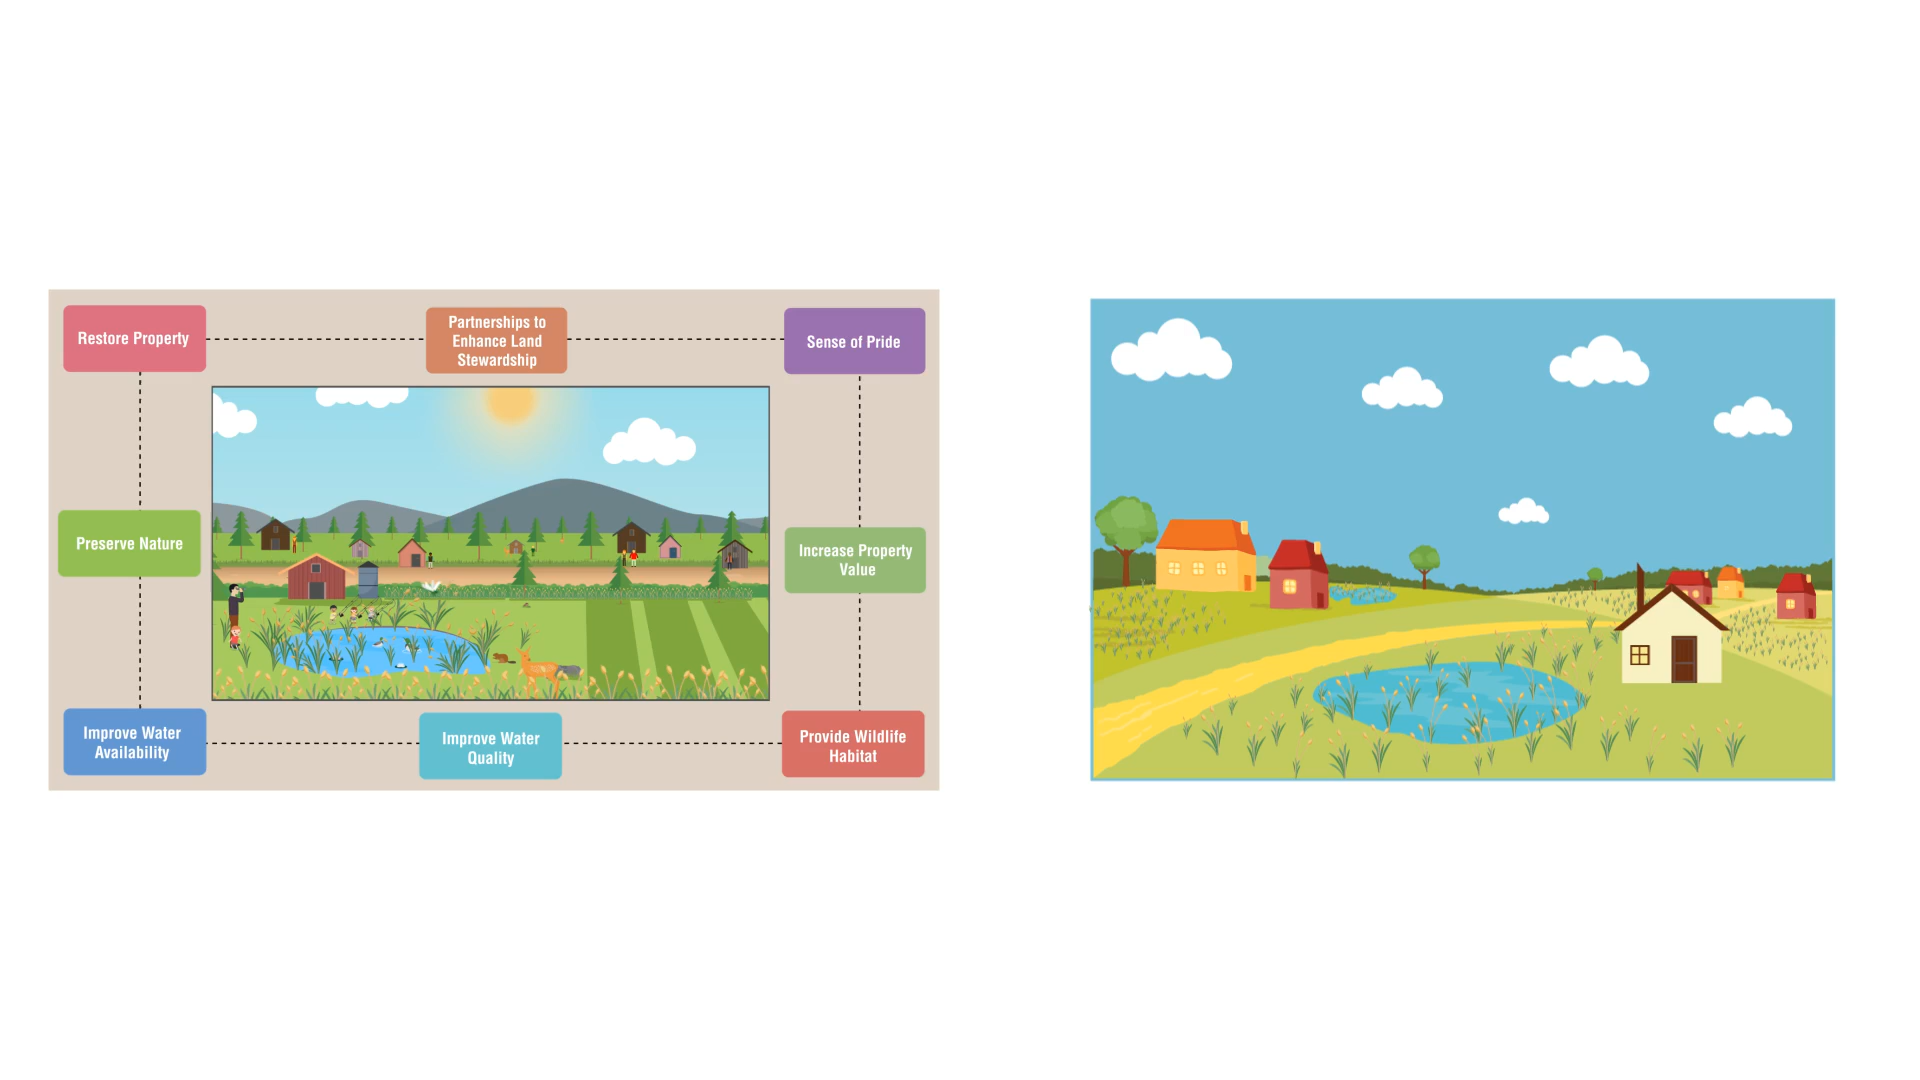 Restore Property
Partnerships to
Enhance Land
Stewardship
Sense of Pride
Preserve Nature
Increase Property
Value
Improve Water
Availability
Improve Water
Quality
Provide Wildlife
Habitat